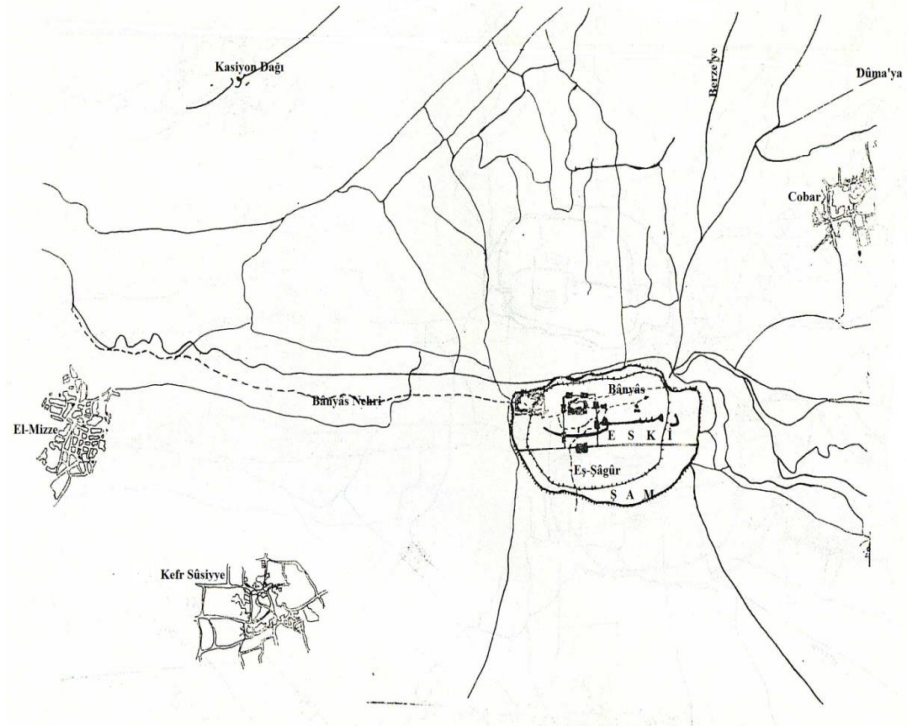 Kasiyon Dağı
Berze'ye
Dûma'ya
Cobar
Bânyâs
Bânyâs Nehri
El-Mizze
E S K İ
Eş-Şâgûr
Ş A M
Kefr Sûsiyye